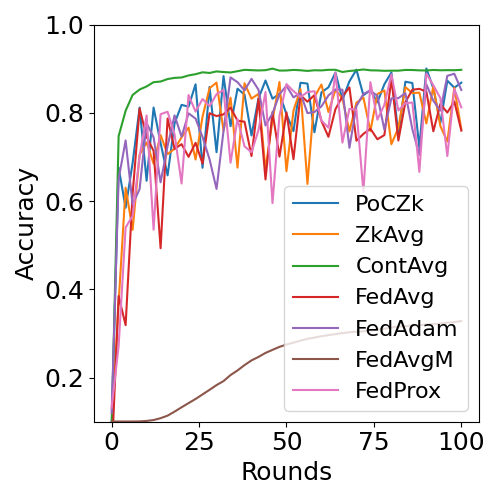 1.0
0.8
0.6
0.4
0.2
Accuracy
PoCZk
ZkAvg
ContAvg
FedAvg
FedAdam
FedAvgM
FedProx
0 25 50 75 100
Rounds